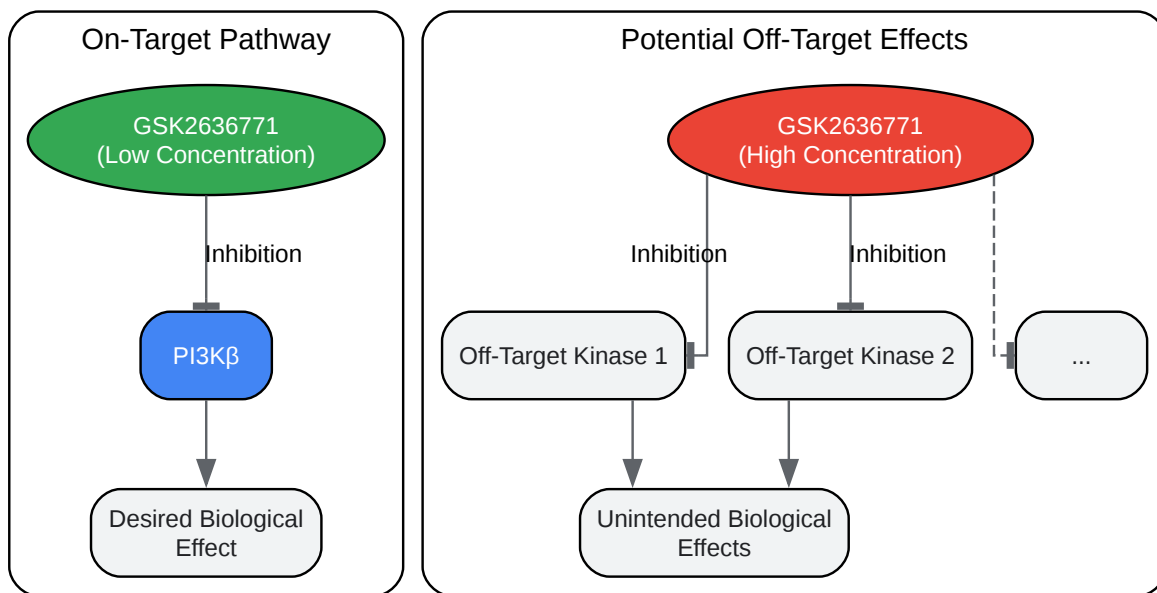 On-Target Pathway
GSK2636771
(Low Concentration)
Inhibition
PI3Kβ
Desired Biological
Effect
Potential Off-Target Effects
GSK2636771
(High Concentration)
Inhibition
Inhibition
Off-Target Kinase 1
Off-Target Kinase 2
...
Unintended Biological
Effects